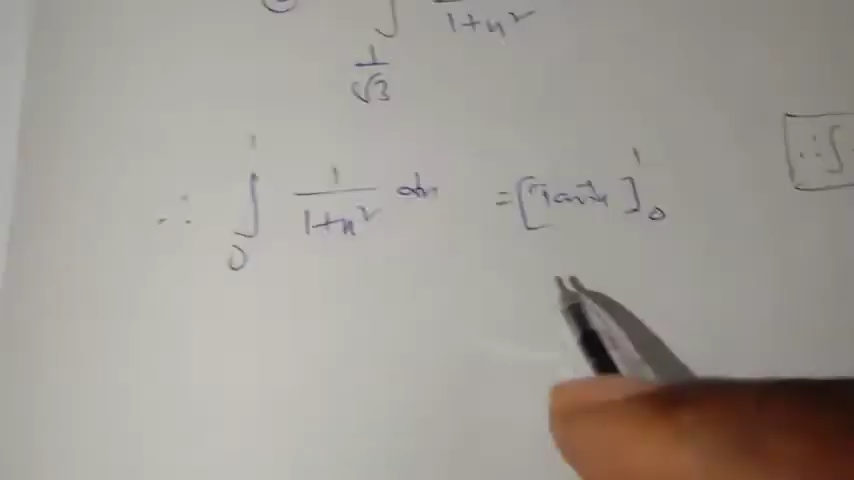 ∫ 1/√3 1+x²
∴ ∫₀¹ 1/(1+x²) dx = [Tan⁻¹x]₀¹ ∴ ∫